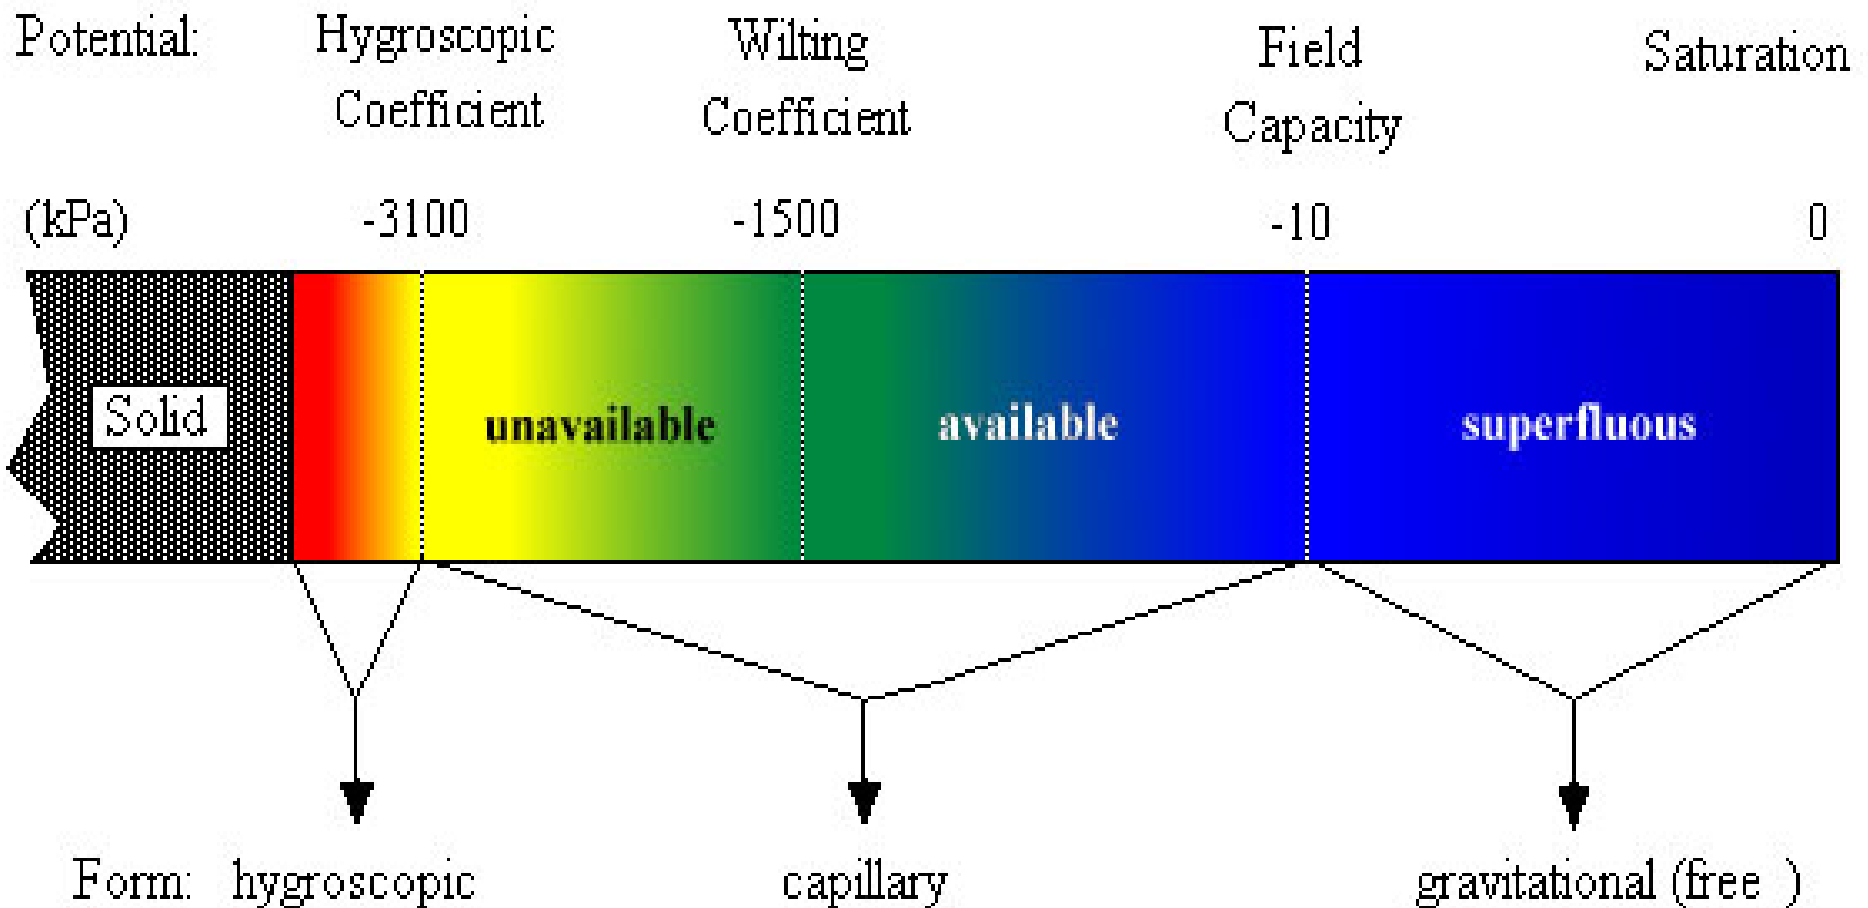 Potential: Hygroscopic Coefficient Wilting Coefficient Field Capacity Saturation
(kPa) -3100 -1500 -10 0
Solid unavailable available superfluous
Form: hygroscopic capillary gravitational (free )